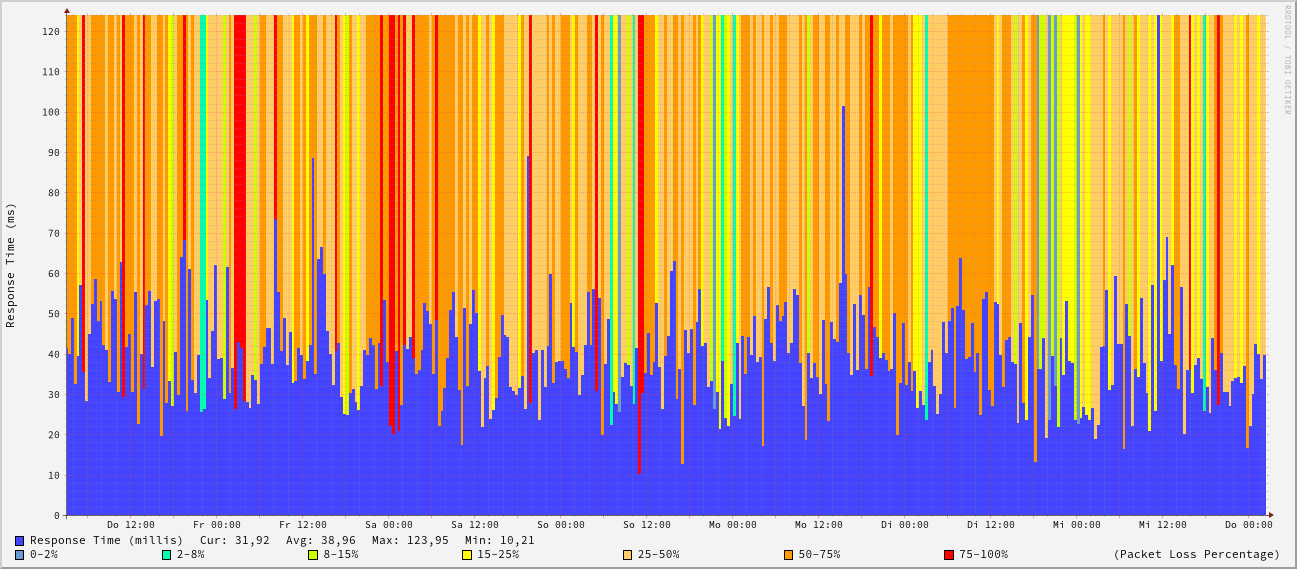 RRDTOOL / TOBI OETIKER
Response Time (ms)
120
110
100
90
80
70
60
50
40
30
20
10
0
Do 12:00 Fr 00:00 Fr 12:00 Sa 00:00 Sa 12:00 So 00:00 So 12:00 Mo 00:00 Mo 12:00 Di 00:00 Di 12:00 Mi 00:00 Mi 12:00 Do 00:00
Response Time (millis) Cur: 31,92 Avg: 38,96 Max: 123,95 Min: 10,21
0-2% 2-8% 8-15% 15-25% 25-50% 50-75% 75-100% (Packet Loss Percentage)